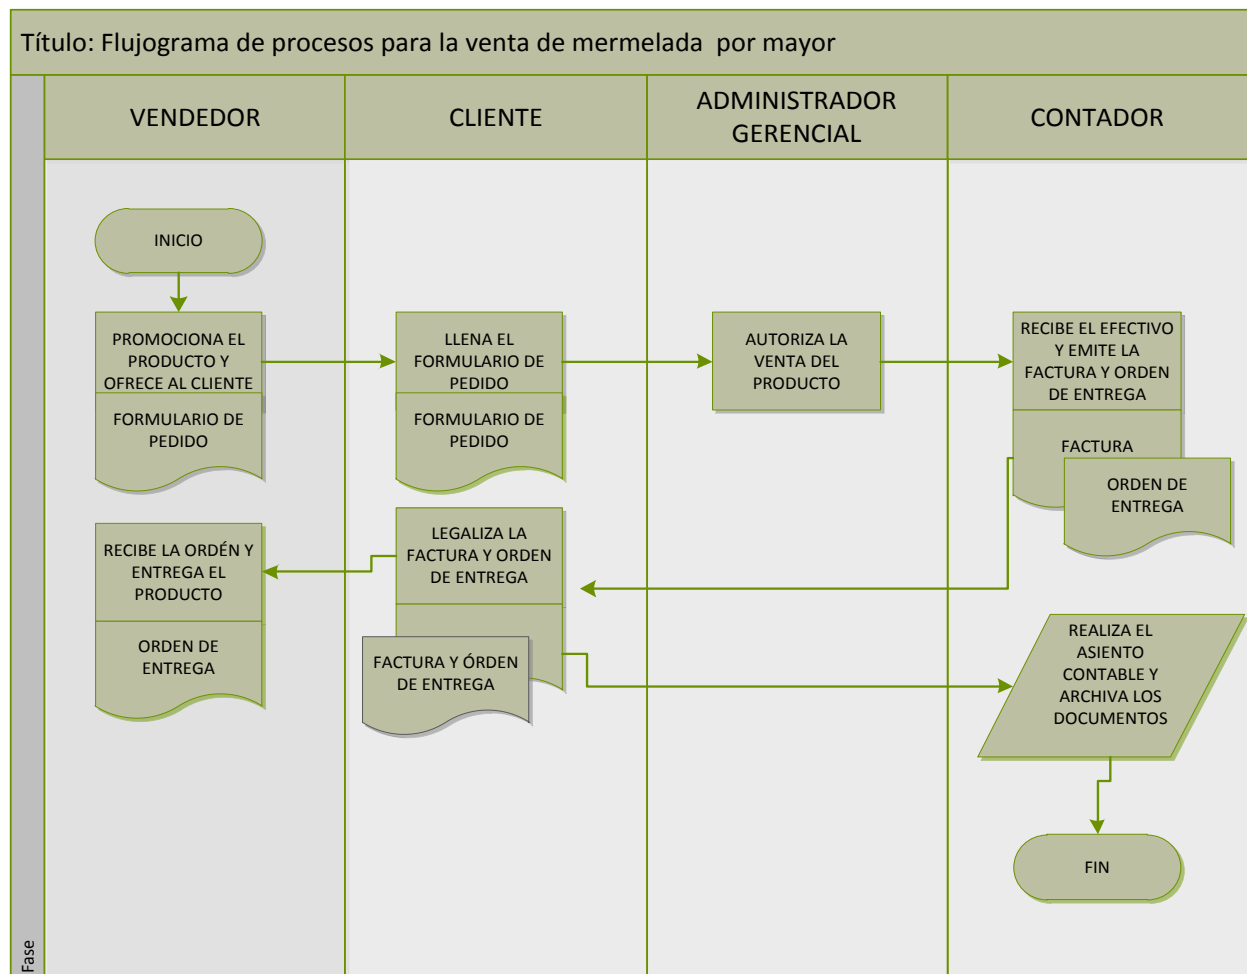 Título: Flujograma de procesos para la venta de mermelada por mayor
VENDEDOR
CLIENTE
ADMINISTRADOR
GERENCIAL
CONTADOR
INICIO
PROMOCIONA EL
PRODUCTO Y
OFRECE AL CLIENTE
FORMULARIO DE
PEDIDO
LLENA EL
FORMULARIO DE
PEDIDO
FORMULARIO DE
PEDIDO
AUTORIZA LA
VENTA DEL
PRODUCTO
RECIBE EL EFECTIVO
Y EMITE LA
FACTURA Y ORDEN
DE ENTREGA
FACTURA
ORDEN DE
ENTREGA
LEGALIZA LA
FACTURA Y ORDEN
DE ENTREGA
FACTURA Y ÓRDEN
DE ENTREGA
RECIBE LA ORDÉN Y
ENTREGA EL
PRODUCTO
ORDEN DE
ENTREGA
REALIZA EL
ASIENTO
CONTABLE Y
ARCHIVA LOS
DOCUMENTOS
FIN
Fase